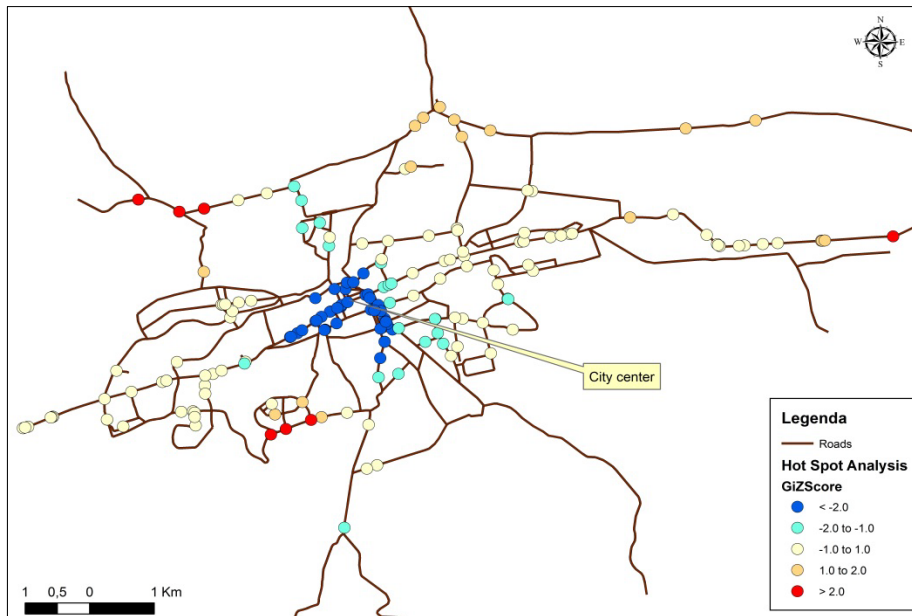 N
W E
S
City center
Legenda
Roads
Hot Spot Analysis
GiZScore
< -2.0
-2.0 to -1.0
-1.0 to 1.0
1.0 to 2.0
> 2.0
1 0,5 0 1 Km